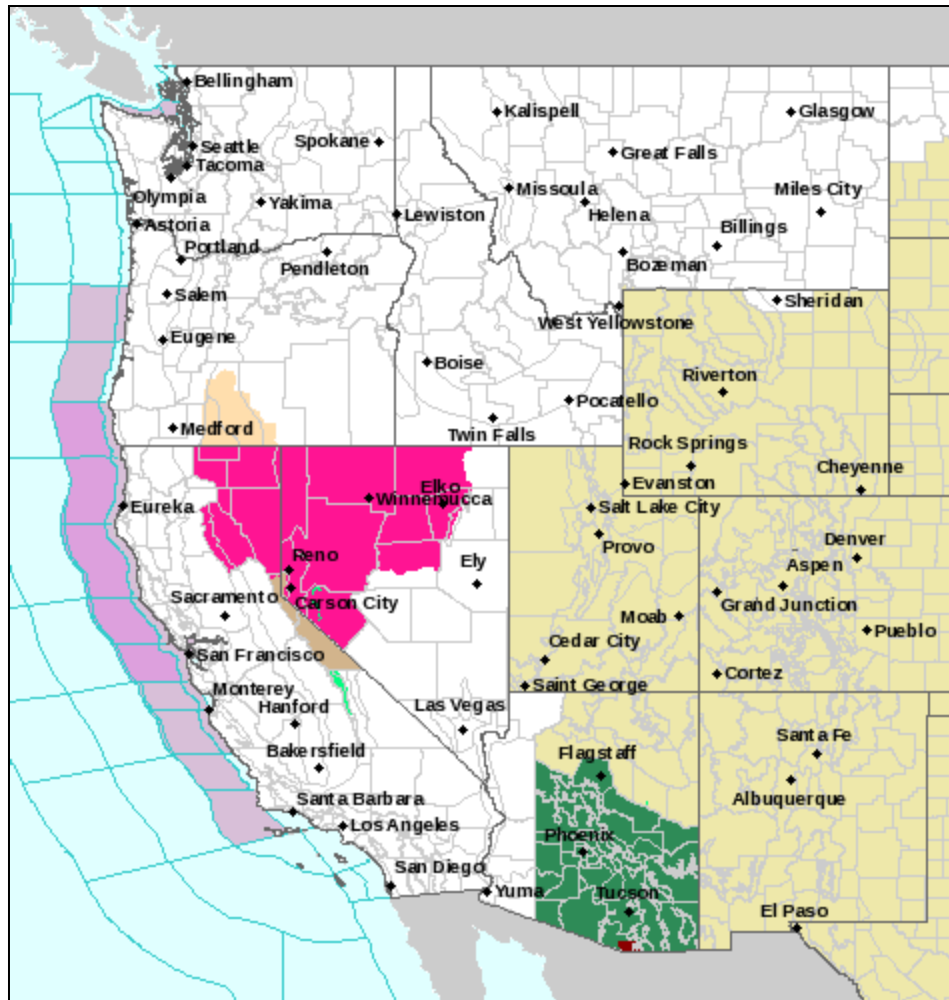 Bellingham
Kalispell
Glasgow
Seattle
Spokane
Great Falls
Tacoma
Missoula
Miles City
Olympia
Yakima
Lewiston
Helena
Astoria
Billings
Portland
Pendleton
Bozeman
Salem
Sheridan
West Yellowstone
Eugene
Boise
Riverton
Pocatello
Medford
Twin Falls
Rock Springs
Cheyenne
Elko
Evanston
Winnemucca
Eureka
Salt Lake City
Denver
Reno
Provo
Ely
Aspen
Sacramento
Carson City
Grand Junction
Moab
Pueblo
Cedar City
San Francisco
Cortez
Monterey
Saint George
Hanford
Las Vegas
Santa Fe
Bakersfield
Flagstaff
Santa Barbara
Albuquerque
Los Angeles
Phoenix
San Diego
Yuma
Tucson
El Paso